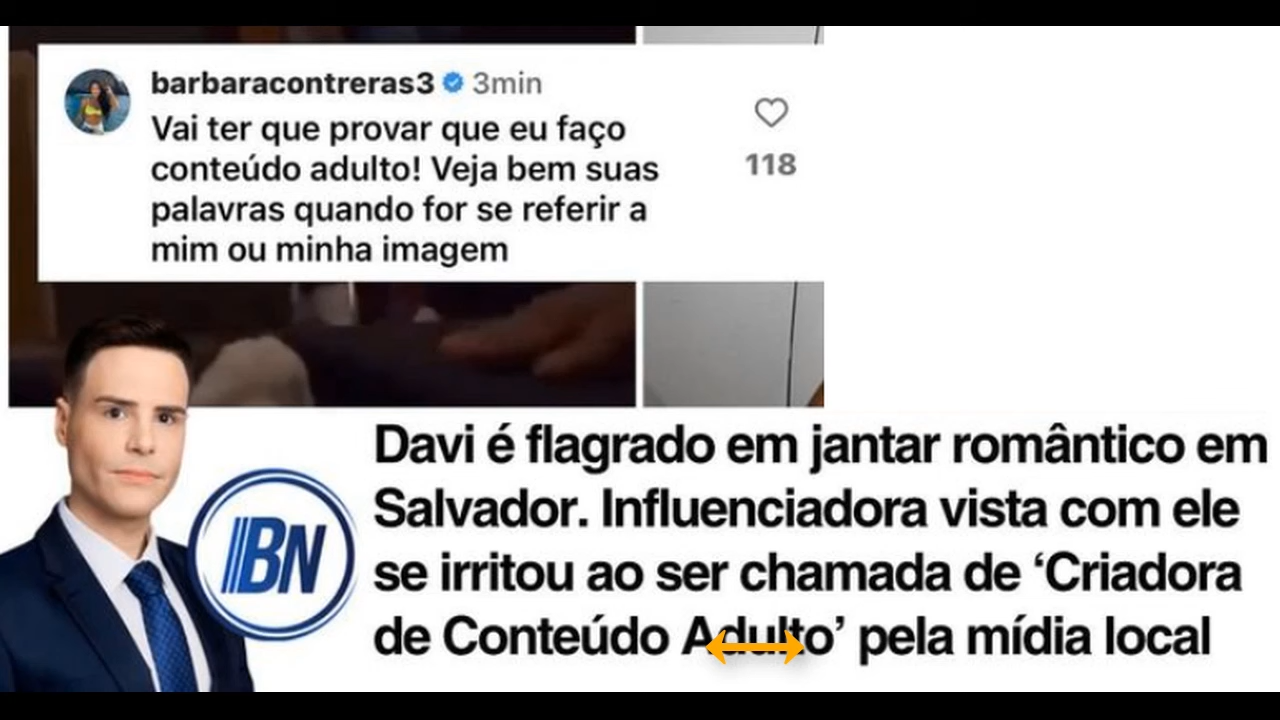 barbaracontreras3 3min
Vai ter que provar que eu faço
conteúdo adulto! Veja bem suas
palavras quando for se referir a
mim ou minha imagem
118
BN
Davi é flagrado em jantar romântico em
Salvador. Influenciadora vista com ele
se irritou ao ser chamada de ‘Criadora
de Conteúdo Adulto’ pela mídia local